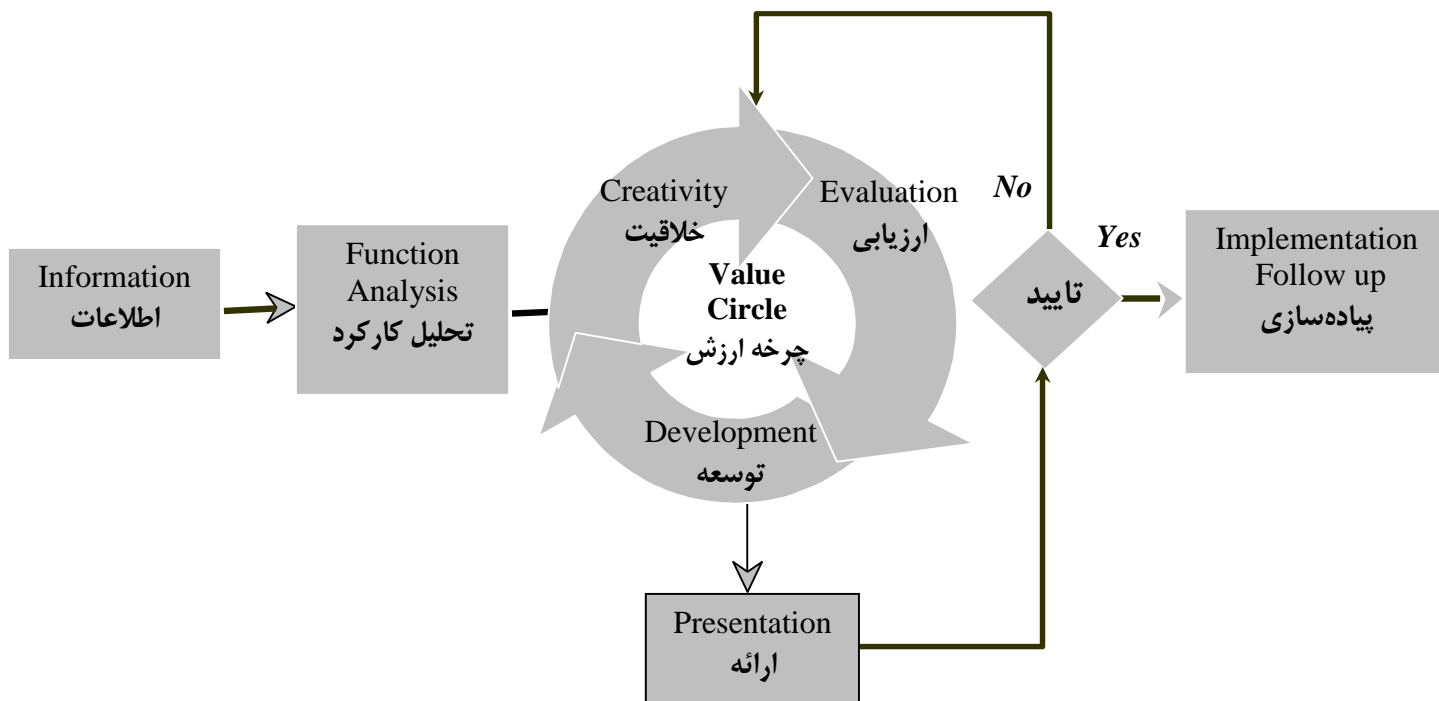 Information
اطلاعات
Function
Analysis
تحلیل کارکرد
Creativity
خلاقیت
Evaluation
ارزیابی
Value
Circle
چرخه ارزش
Development
توسعه
Presentation
ارائه
No
Yes
تایید
Implementation
Follow up
پیاده‌سازی